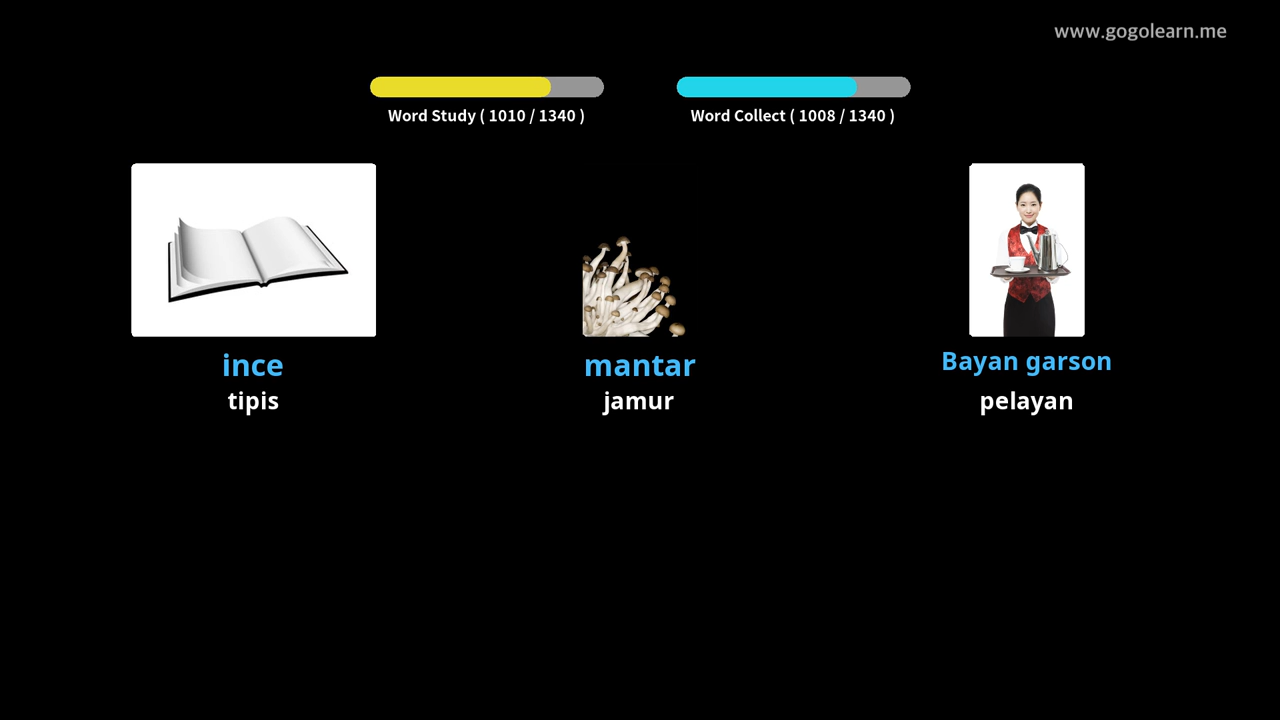 www.gogolearn.me
Word Study ( 1010 / 1340 )
Word Collect ( 1008 / 1340 )
ince
tipis
mantar
jamur
Bayan garson
pelayan